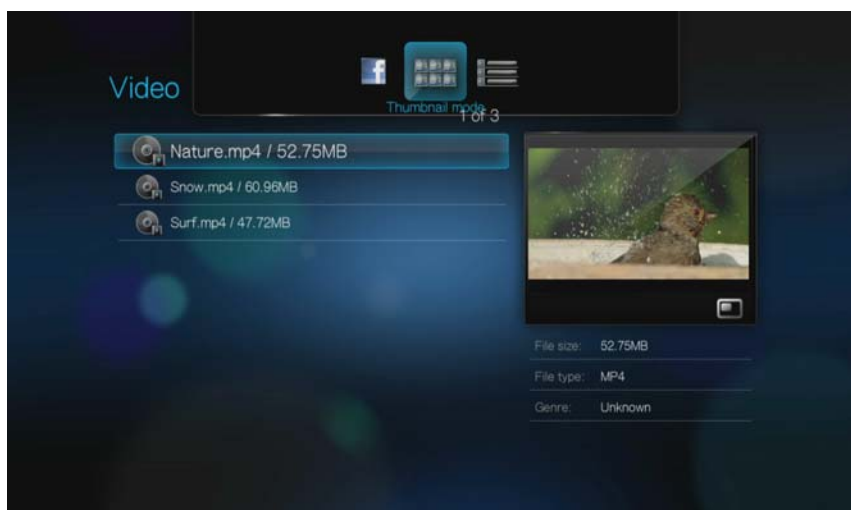 Video
f
Thumbnail mode
1 of 3
Nature.mp4 / 52.75MB
Snow.mp4 / 60.96MB
Surf.mp4 / 47.72MB
File size: 52.75MB
File type: MP4
Genre: Unknown